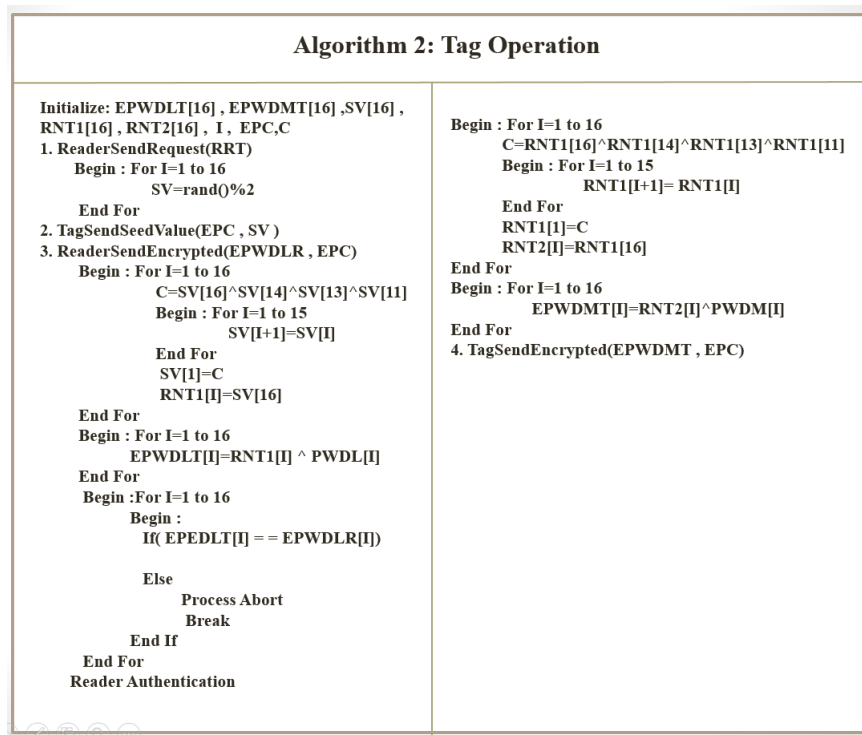 Algorithm 2: Tag Operation
Initialize: EPWDLT[16] , EPWDMT[16] ,SV[16] ,
RNT1[16] , RNT2[16] , I , EPC,C
1. ReaderSendRequest(RRT)
Begin : For I=1 to 16
SV=rand()%2
End For
2. TagSendSeedValue(EPC , SV )
3. ReaderSendEncrypted(EPWDLR , EPC)
Begin : For I=1 to 16
C=SV[16]^SV[14]^SV[13]^SV[11]
Begin : For I=1 to 15
SV[I+1]=SV[I]
End For
SV[1]=C
RNT1[I]=SV[16]
End For
Begin : For I=1 to 16
EPWDLT[I]=RNT1[I] ^ PWDL[I]
End For
Begin :For I=1 to 16
Begin :
If( EPEDLT[I] = = EPWDLR[I])
Else
Process Abort
Break
End If
End For
Reader Authentication
Begin : For I=1 to 16
C=RNT1[16]^RNT1[14]^RNT1[13]^RNT1[11]
Begin : For I=1 to 15
RNT1[I+1]= RNT1[I]
End For
RNT1[1]=C
RNT2[I]=RNT1[16]
End For
Begin : For I=1 to 16
EPWDMT[I]=RNT2[I]^PWDM[I]
End For
4. TagSendEncrypted(EPWDMT , EPC)